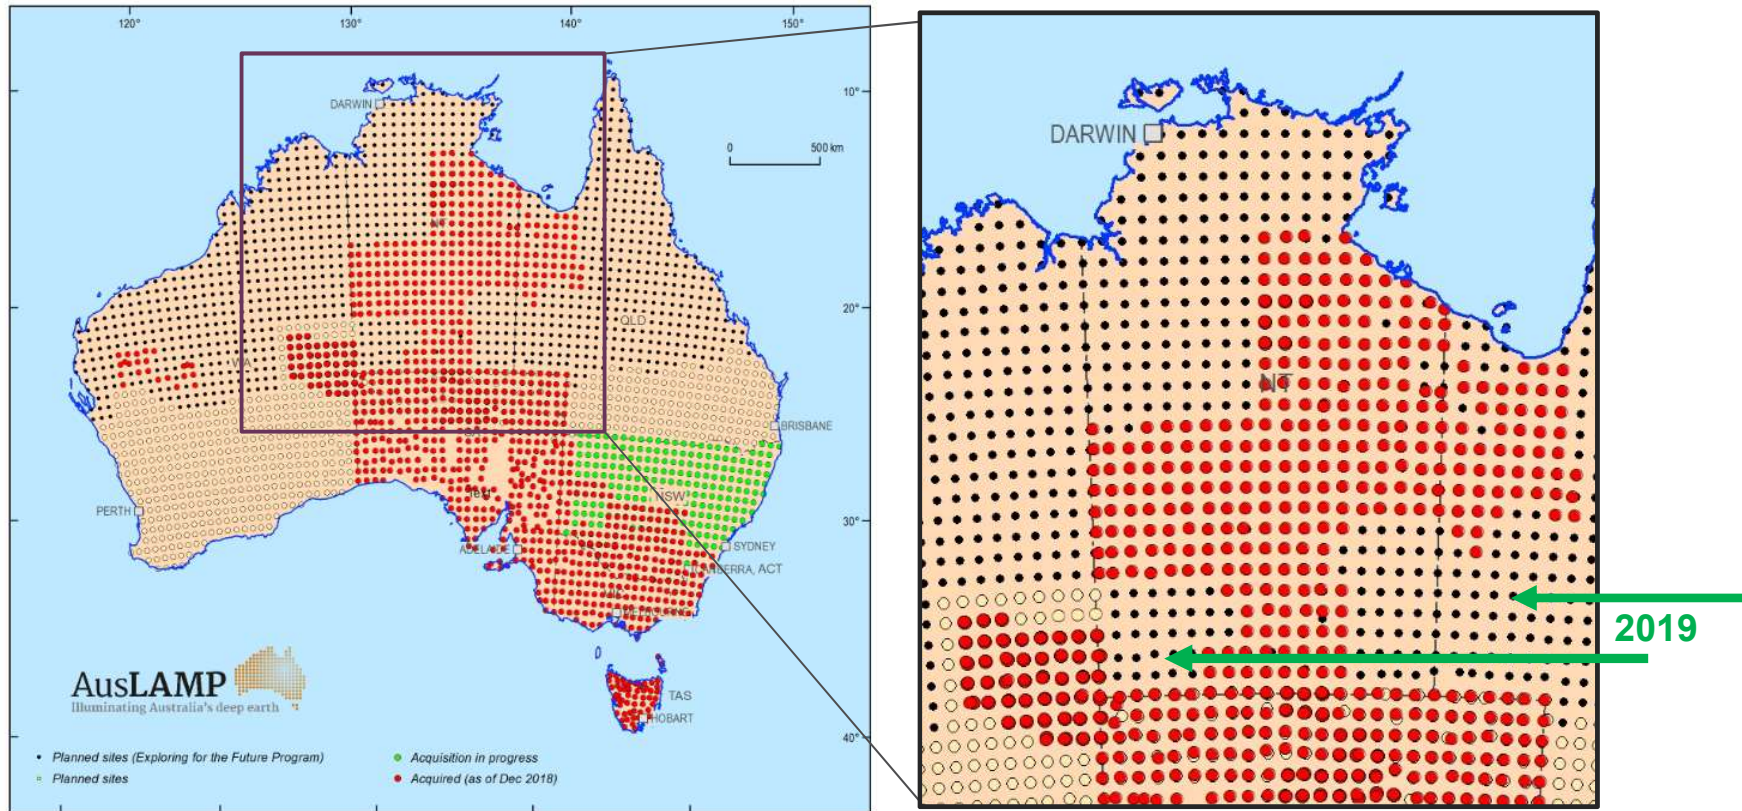 120°
130°
140°
150°
DARWIN
10°
0 500 km
NT
20°
QLD
WA
BRISBANE
PERTH
NSW
30°
ADELAIDE
SYDNEY
CANBERRA, ACT
VIC
MELBOURNE
TAS
HOBART
40°
AusLAMP
Illuminating Australia's deep earth
Planned sites (Exploring for the Future Program)
Planned sites
Acquisition in progress
Acquired (as of Dec 2018)
DARWIN
NT
2019